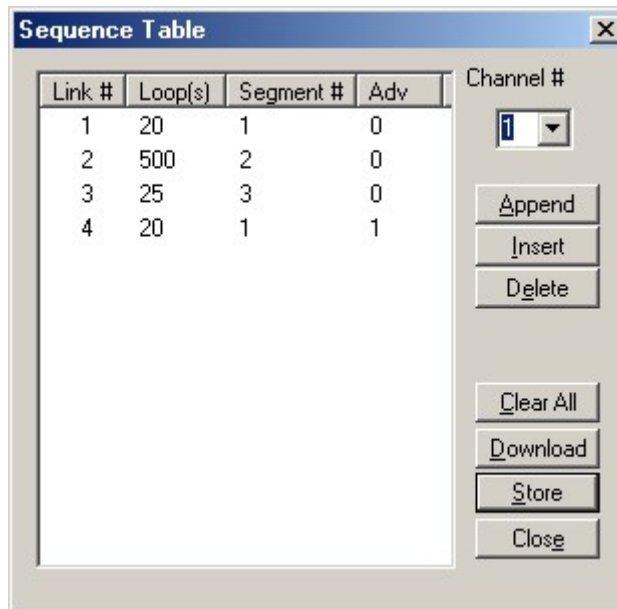 Sequence Table
Link # Loop(s) Segment # Adv
1 20 1 0
2 500 2 0
3 25 3 0
4 20 1 1
Channel #
1
Append
Insert
Delete
Clear All
Download
Store
Close